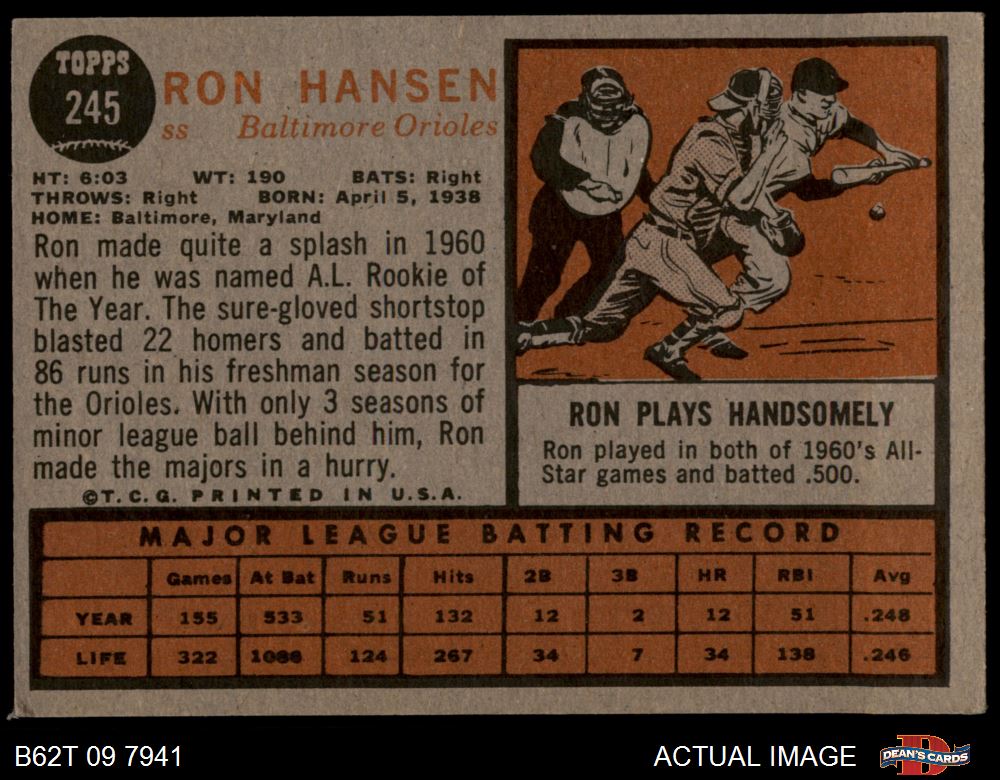 TOPPS
245
RON HANSEN
ss Baltimore Orioles
HT: 6:03 WT: 190 BATS: Right
THROWS: Right BORN: April 5, 1938
HOME: Baltimore, Maryland
Ron made quite a splash in 1960
when he was named A.L. Rookie of
The Year. The sure-gloved shortstop
blasted 22 homers and batted in
86 runs in his freshman season for
the Orioles. With only 3 seasons of
minor league ball behind him, Ron
made the majors in a hurry.
©T.C.G. PRINTED IN U.S.A.
RON PLAYS HANDSOMELY
Ron played in both of 1960's All-
Star games and batted .500.
MAJOR LEAGUE BATTING RECORD
Games At Bat Runs Hits 2B 3B HR RBI Avg
YEAR 155 533 51 132 12 2 12 51 .248
LIFE 322 1086 124 267 34 7 34 138 .246
B62T 09 7941
ACTUAL IMAGE
DEAN'S CARDS